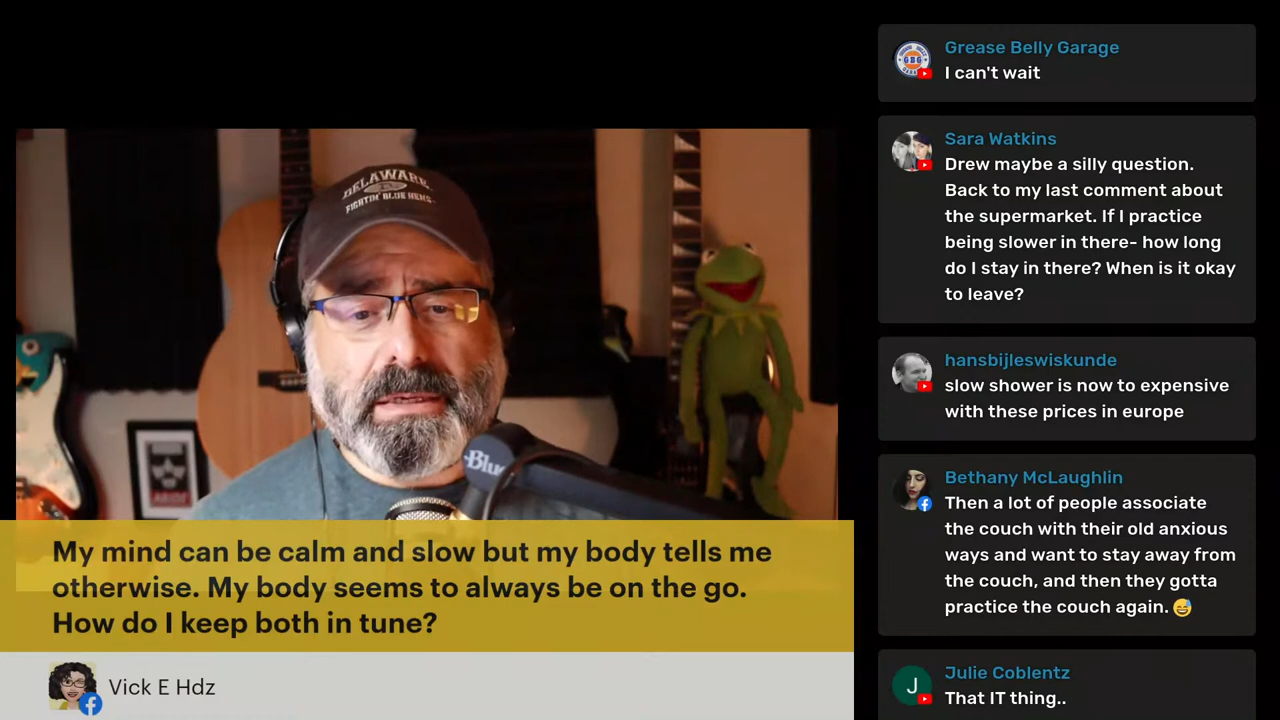 DELAWARE
FIGHTIN' BLUE HENS
Blue
My mind can be calm and slow but my body tells me
otherwise. My body seems to always be on the go.
How do I keep both in tune?
Vick E Hdz
GBG
Grease Belly Garage
I can't wait
Sara Watkins
Drew maybe a silly question.
Back to my last comment about
the supermarket. If I practice
being slower in there- how long
do I stay in there? When is it okay
to leave?
hansbijleswiskunde
slow shower is now to expensive
with these prices in europe
Bethany McLaughlin
Then a lot of people associate
the couch with their old anxious
ways and want to stay away from
the couch, and then they gotta
practice the couch again. 😅
J
Julie Coblentz
That IT thing..